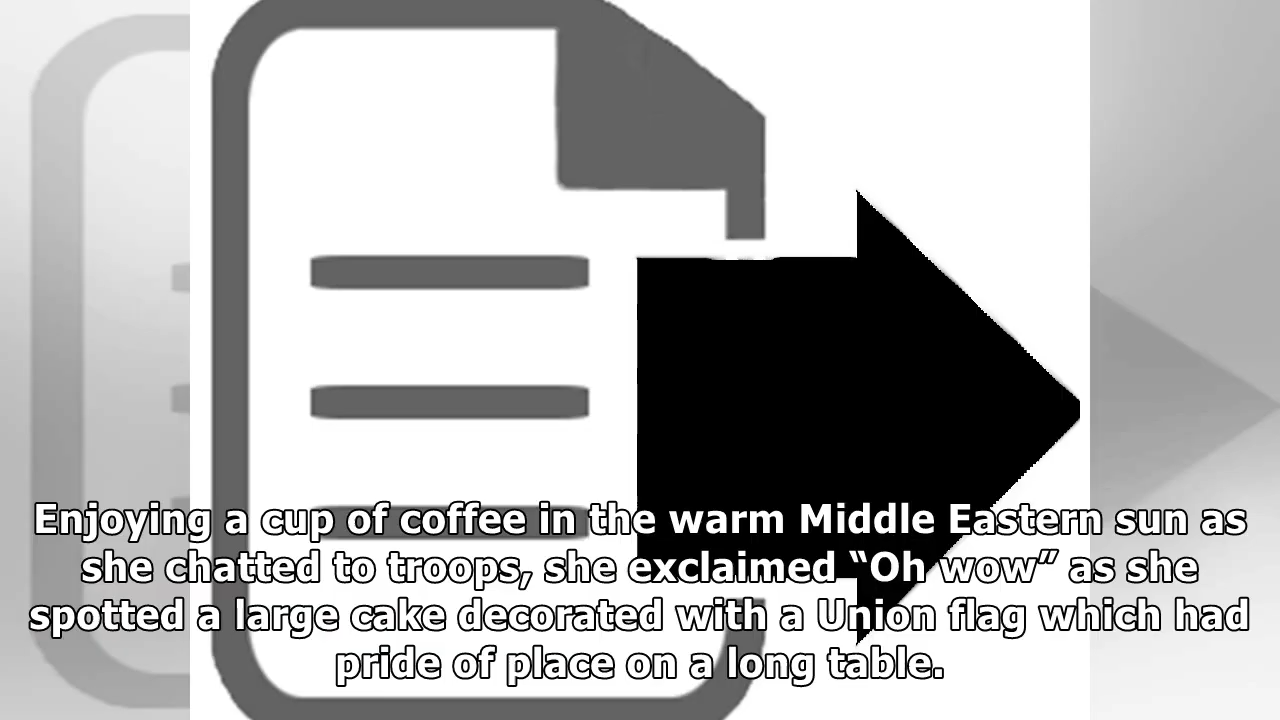 Enjoying a cup of coffee in the warm Middle Eastern sun as
she chatted to troops, she exclaimed “Oh wow” as she
spotted a large cake decorated with a Union flag which had
pride of place on a long table.